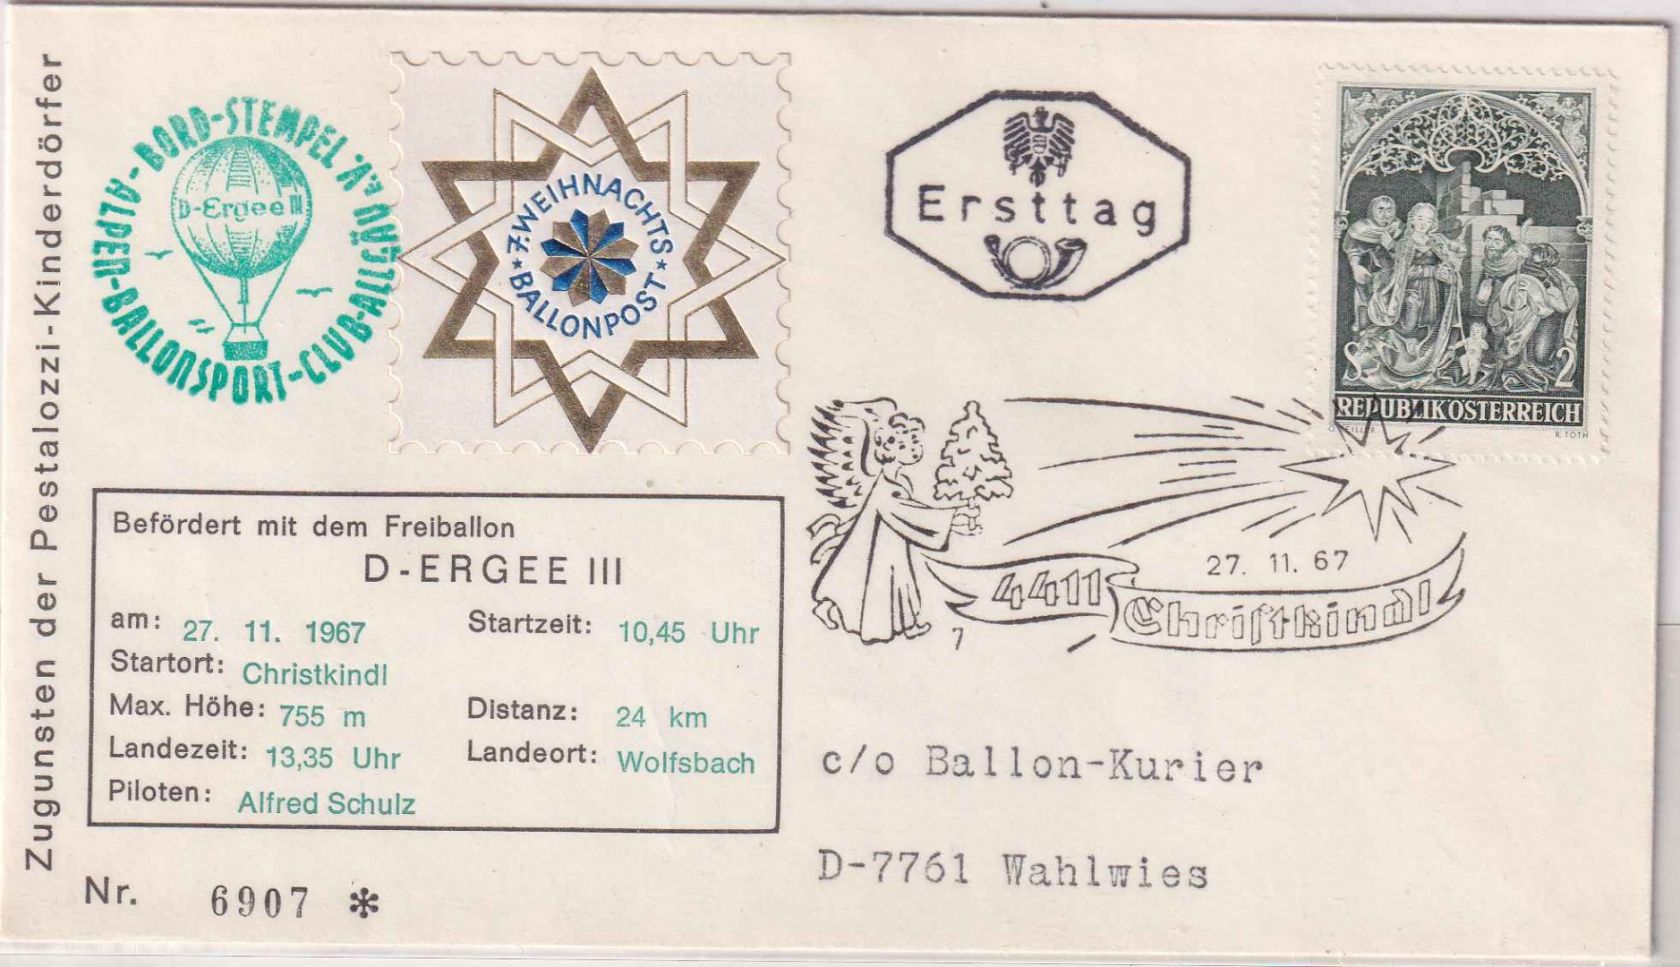 Zugunsten der Pestalozzi-Kinderdörfer
ALPEN-BALLONSPORT-CLUB-ALLGÄU
BORD-STEMPEL "A"
D-Ergee III
7. WEIHNACHTS
* BALLONPOST *
Ersttag
S 2
REPUBLIK ÖSTERREICH
R. TOTH
27. 11. 67
4411 Christkindl
7
Befördert mit dem Freiballon
D-ERGEE III
am: 27. 11. 1967 Startzeit: 10,45 Uhr
Startort: Christkindl
Max. Höhe: 755 m Distanz: 24 km
Landezeit: 13,35 Uhr Landeort: Wolfsbach
Piloten: Alfred Schulz
Nr. 6907 *
c/o Ballon-Kurier
D-7761 Wahlwies